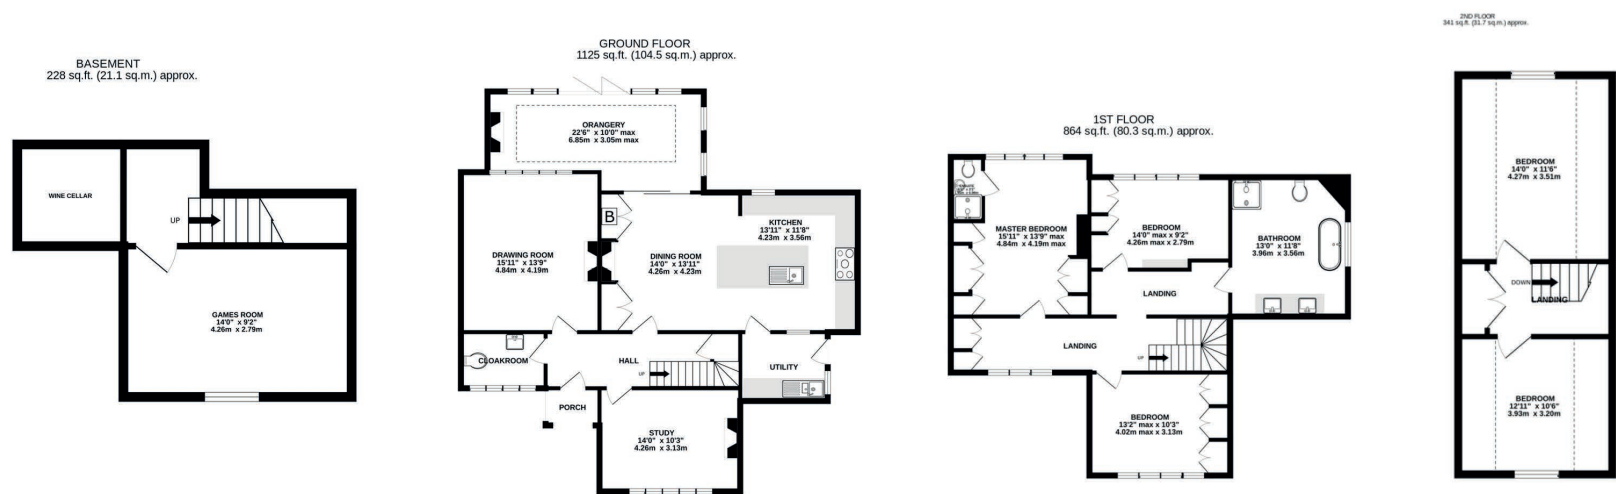 BASEMENT
228 sq.ft. (21.1 sq.m.) approx.
WINE CELLAR
UP
GAMES ROOM
14'0" x 9'2"
4.26m x 2.79m
GROUND FLOOR
1125 sq.ft. (104.5 sq.m.) approx.
ORANGERY
22'6" x 10'0" max
6.85m x 3.05m max
B
KITCHEN
13'11" x 11'8"
4.23m x 3.56m
DRAWING ROOM
15'11" x 13'9"
4.84m x 4.19m
DINING ROOM
14'0" x 13'11"
4.26m x 4.23m
CLOAKROOM
HALL
UP
UTILITY
PORCH
STUDY
14'0" x 10'3"
4.26m x 3.13m
1ST FLOOR
864 sq.ft. (80.3 sq.m.) approx.
MASTER BEDROOM
15'11" x 13'9" max
4.84m x 4.19m max
BEDROOM
14'0" max x 9'2"
4.26m max x 2.79m
BATHROOM
13'0" x 11'8"
3.96m x 3.56m
LANDING
LANDING
UP
BEDROOM
13'2" max x 10'3"
4.02m max x 3.13m
2ND FLOOR
341 sq.ft. (31.7 sq.m.) approx.
BEDROOM
14'0" x 11'6"
4.27m x 3.51m
DOWN
LANDING
BEDROOM
12'11" x 10'6"
3.93m x 3.20m